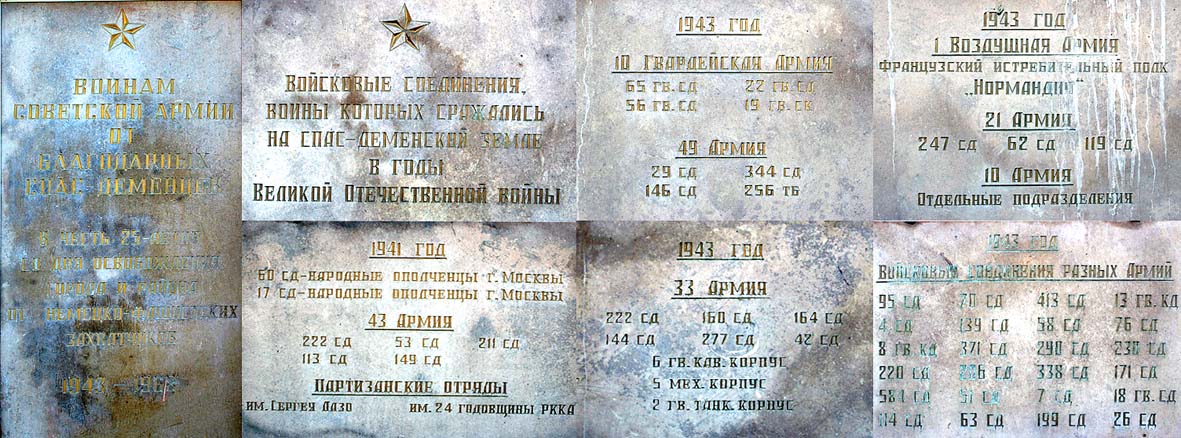 ВОИНАМ
СОВЕТСКОЙ АРМИИ
ОТ
БЛАГОДАРНЫХ
СПАС-ДЕМЕНЦЕВ
В ЧЕСТЬ 25-ЛЕТИЯ
СО ДНЯ ОСВОБОЖДЕНИЯ
ГОРОДА И РАЙОНА
ОТ НЕМЕЦКО-ФАШИСТСКИХ
ЗАХВАТЧИКОВ
1943—1968
ВОЙСКОВЫЕ СОЕДИНЕНИЯ,
ВОИНЫ КОТОРЫХ СРАЖАЛИСЬ
НА СПАС-ДЕМЕНСКОЙ ЗЕМЛЕ
В ГОДЫ
ВЕЛИКОЙ ОТЕЧЕСТВЕННОЙ ВОЙНЫ
1943 ГОД
10 ГВАРДЕЙСКАЯ АРМИЯ
65 ГВ.СД 22 ГВ.СД
56 ГВ.СД 19 ГВ.СК
49 АРМИЯ
29 СД 344 СД
146 СД 256 ТБ
1943 ГОД
1 ВОЗДУШНАЯ АРМИЯ
ФРАНЦУЗСКИЙ ИСТРЕБИТЕЛЬНЫЙ ПОЛК
„НОРМАНДИЯ"
21 АРМИЯ
247 СД 62 СД 119 СД
10 АРМИЯ
ОТДЕЛЬНЫЕ ПОДРАЗДЕЛЕНИЯ
1941 ГОД
60 СД-НАРОДНЫЕ ОПОЛЧЕНЦЫ Г. МОСКВЫ
17 СД-НАРОДНЫЕ ОПОЛЧЕНЦЫ Г. МОСКВЫ
43 АРМИЯ
222 СД 53 СД 211 СД
113 СД 149 СД
ПАРТИЗАНСКИЕ ОТРЯДЫ
ИМ. СЕРГЕЯ ЛАЗО ИМ. 24 ГОДОВЩИНЫ РККА
1943 ГОД
33 АРМИЯ
222 СД 160 СД 164 СД
144 СД 277 СД 42 СД
6 ГВ. КАВ. КОРПУС
5 МЕХ. КОРПУС
2 ГВ. ТАНК. КОРПУС
1943 ГОД
ВОЙСКОВЫЕ СОЕДИНЕНИЯ РАЗНЫХ АРМИЙ
95 СД 70 СД 413 СД 13 ГВ. КД
4 СД 139 СД 58 СД 76 СД
8 ГВ. КД 371 СД 290 СД 238 СД
220 СД СД 338 СД 171 СД
584 СД СД 7 СД 18 ГВ. СД
114 СД 63 СД 199 СД 26 СД